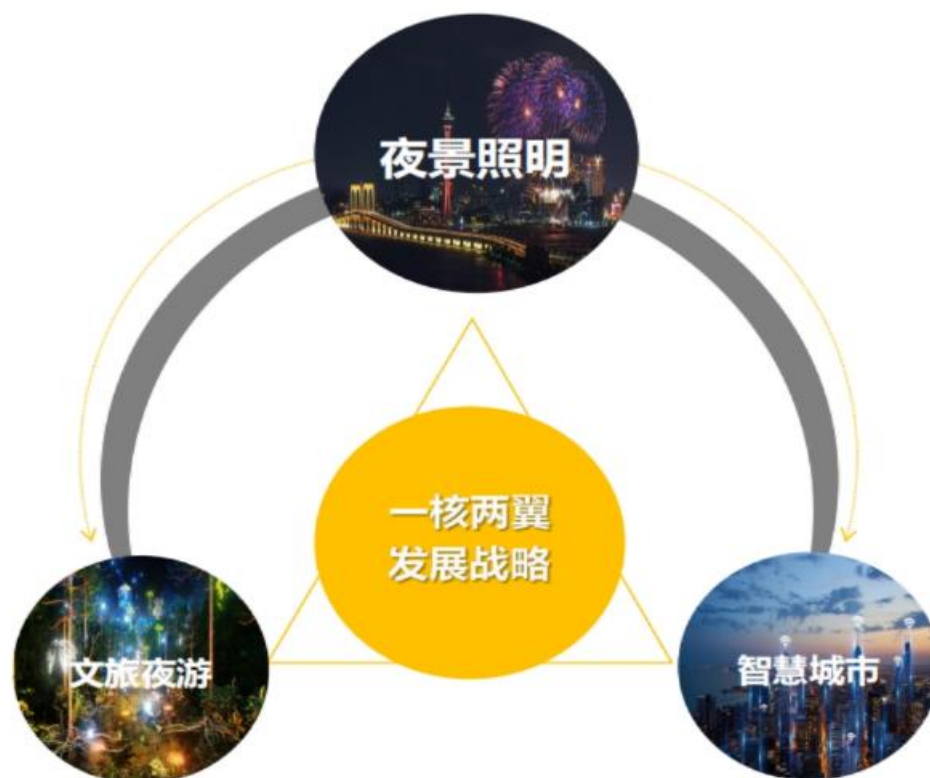 夜景照明
一核两翼
发展战略
文旅夜游
智慧城市